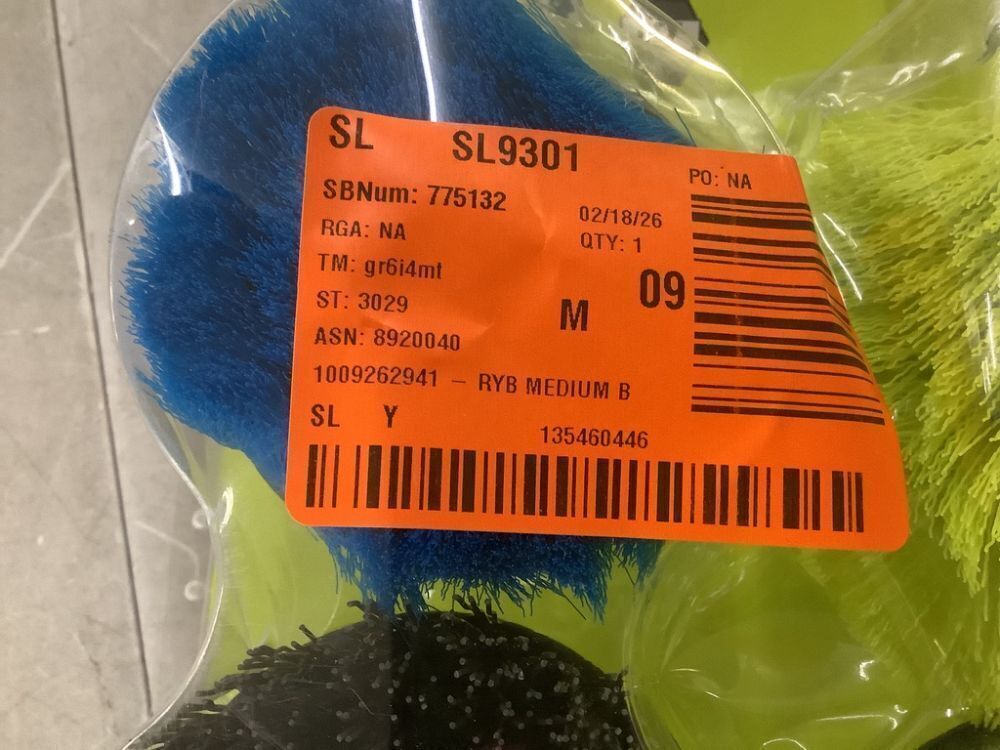 SL SL9301 PO: NA
SBNum: 775132 02/18/26
RGA: NA QTY: 1
TM: gr6i4mt 09
ST: 3029 M
ASN: 8920040
1009262941 – RYB MEDIUM B
SL Y 135460446